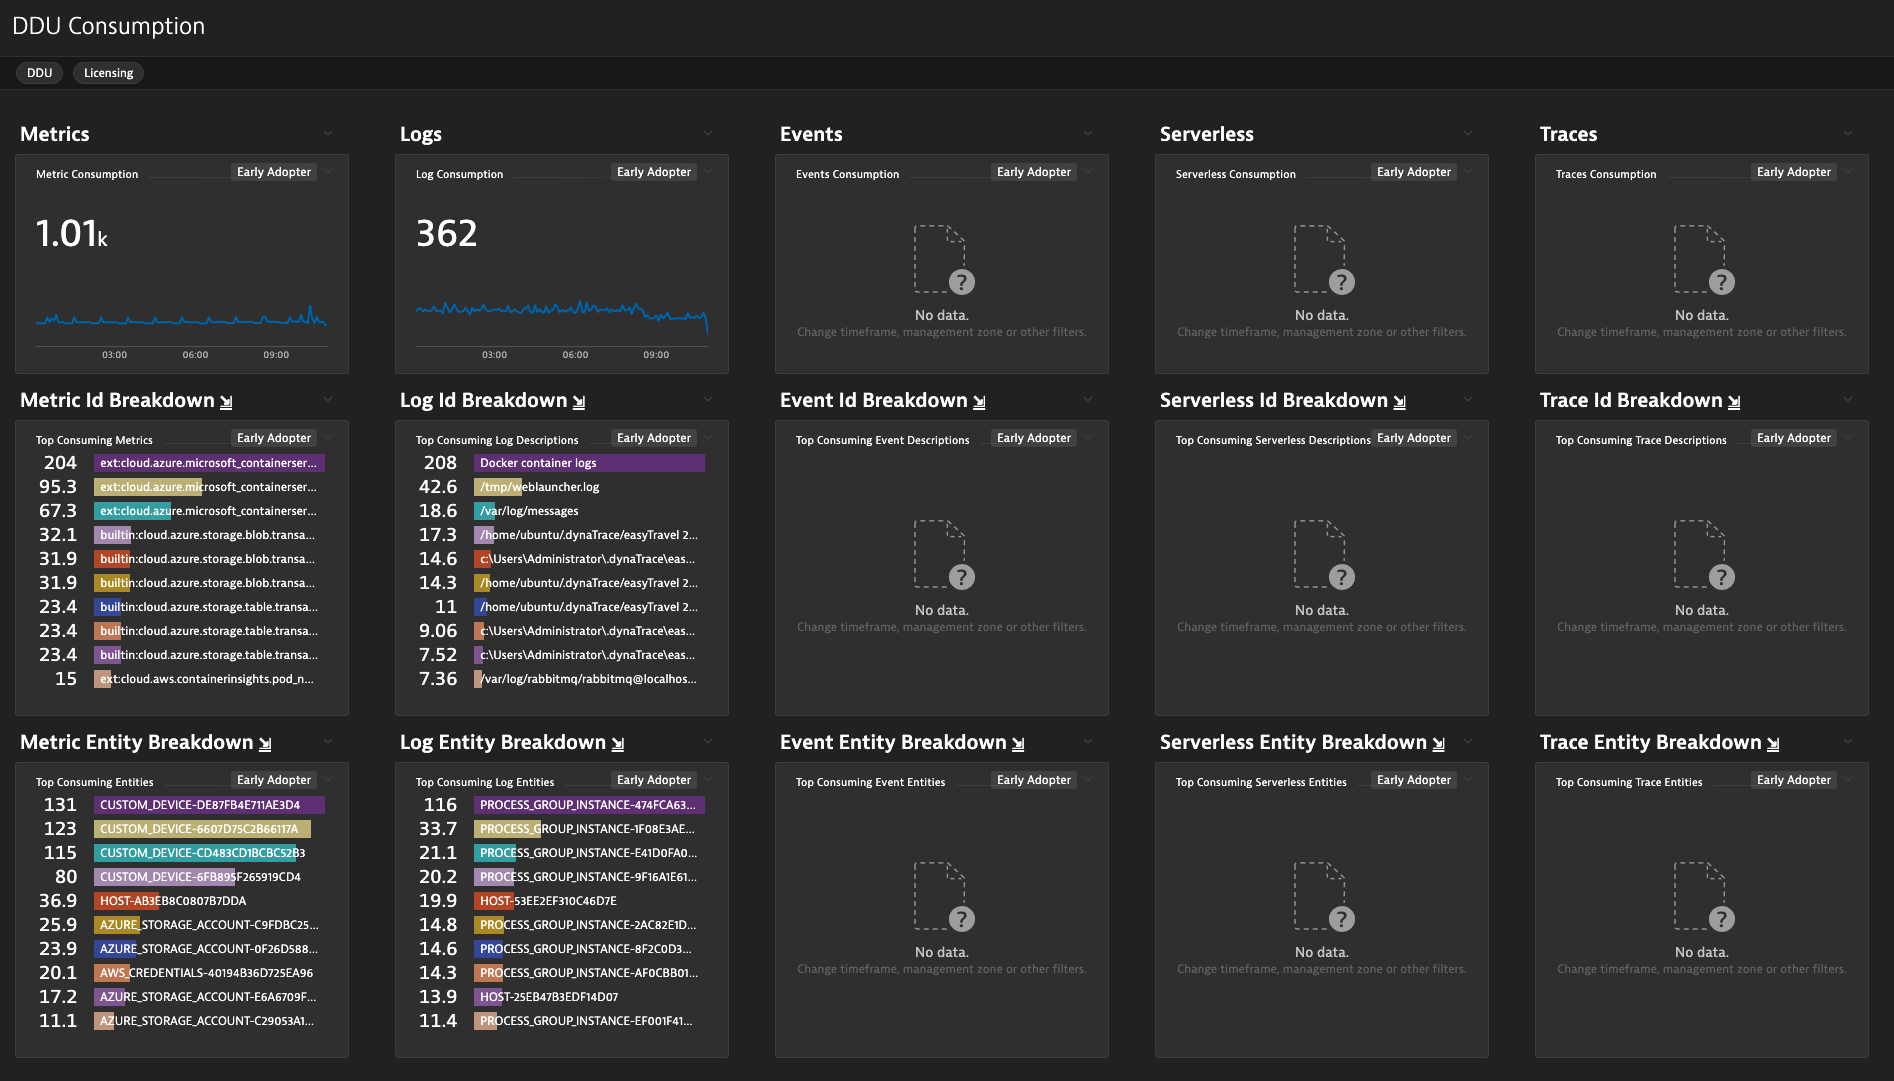 DDU Consumption
DDU
Licensing
Metrics
Metric Consumption
Early Adopter
1.01k
03:00 06:00 09:00
Metric Id Breakdown
Top Consuming Metrics
Early Adopter
204 ext:cloud.azure.microsoft_containerser...
95.3 ext:cloud.azure.microsoft_containerser...
67.3 ext:cloud.azure.microsoft_containerser...
32.1 builtin:cloud.azure.storage.blob.transa...
31.9 builtin:cloud.azure.storage.blob.transa...
31.9 builtin:cloud.azure.storage.blob.transa...
23.4 builtin:cloud.azure.storage.table.transa...
23.4 builtin:cloud.azure.storage.table.transa...
23.4 builtin:cloud.azure.storage.table.transa...
15 ext:cloud.aws.containerinsights.pod_n...
Metric Entity Breakdown
Top Consuming Entities
Early Adopter
131 CUSTOM_DEVICE-DE87FB4E711AE3D4
123 CUSTOM_DEVICE-6607D75C2B66117A
115 CUSTOM_DEVICE-CD483CD1BCBC52B3
80 CUSTOM_DEVICE-6FB895F265919CD4
36.9 HOST-AB3EB8C0807B7DDA
25.9 AZURE_STORAGE_ACCOUNT-C9FDBC25...
23.9 AZURE_STORAGE_ACCOUNT-0F26D588...
20.1 AWS_CREDENTIALS-40194B36D725EA96
17.2 AZURE_STORAGE_ACCOUNT-E6A6709F...
11.1 AZURE_STORAGE_ACCOUNT-C29053A1...
Logs
Log Consumption
Early Adopter
362
03:00 06:00 09:00
Log Id Breakdown
Top Consuming Log Descriptions
Early Adopter
208 Docker container logs
42.6 /tmp/weblauncher.log
18.6 /var/log/messages
17.3 /home/ubuntu/.dynaTrace/easyTravel 2...
14.6 c:\Users\Administrator\.dynaTrace\eas...
14.3 /home/ubuntu/.dynaTrace/easyTravel 2...
11 /home/ubuntu/.dynaTrace/easyTravel 2...
9.06 c:\Users\Administrator\.dynaTrace\eas...
7.52 c:\Users\Administrator\.dynaTrace\eas...
7.36 /var/log/rabbitmq/rabbitmq@localhos...
Log Entity Breakdown
Top Consuming Log Entities
Early Adopter
116 PROCESS_GROUP_INSTANCE-474FCA63...
33.7 PROCESS_GROUP_INSTANCE-1F08E3AE...
21.1 PROCESS_GROUP_INSTANCE-E41D0FA0...
20.2 PROCESS_GROUP_INSTANCE-9F16A1E61...
19.9 HOST-53EE2EF310C46D7E
14.8 PROCESS_GROUP_INSTANCE-2AC82E1D...
14.6 PROCESS_GROUP_INSTANCE-8F2C0D3...
14.3 PROCESS_GROUP_INSTANCE-AF0CBB01...
13.9 HOST-25EB47B3EDF14D07
11.4 PROCESS_GROUP_INSTANCE-EF001F41...
Events
Events Consumption
Early Adopter
?
No data.
Change timeframe, management zone or other filters.
Event Id Breakdown
Top Consuming Event Descriptions
Early Adopter
?
No data.
Change timeframe, management zone or other filters.
Event Entity Breakdown
Top Consuming Event Entities
Early Adopter
?
No data.
Change timeframe, management zone or other filters.
Serverless
Serverless Consumption
Early Adopter
?
No data.
Change timeframe, management zone or other filters.
Serverless Id Breakdown
Top Consuming Serverless Descriptions
Early Adopter
?
No data.
Change timeframe, management zone or other filters.
Serverless Entity Breakdown
Top Consuming Serverless Entities
Early Adopter
?
No data.
Change timeframe, management zone or other filters.
Traces
Traces Consumption
Early Adopter
?
No data.
Change timeframe, management zone or other filters.
Trace Id Breakdown
Top Consuming Trace Descriptions
Early Adopter
?
No data.
Change timeframe, management zone or other filters.
Trace Entity Breakdown
Top Consuming Trace Entities
Early Adopter
?
No data.
Change timeframe, management zone or other filters.